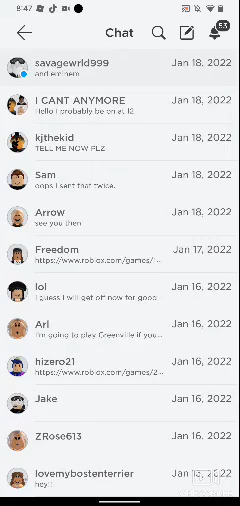 8:47
Chat
53
savagewrld999 Jan 18, 2022
and eminem
I CANT ANYMORE Jan 18, 2022
Hello I probably be on at 12
kjthekid Jan 18, 2022
TELL ME NOW PLZ
Sam Jan 18, 2022
oops I sent that twice.
Arrow Jan 18, 2022
see you then
Freedom Jan 17, 2022
https://www.roblox.com/games/1...
lol Jan 16, 2022
I guess I will get off now for good
Ari Jan 16, 2022
I'm going to play Greenville if you...
hizero21 Jan 16, 2022
https://www.roblox.com/games/2...
Jake Jan 16, 2022
ZRose613 Jan 16, 2022
lovemybostenterrier Jan 16, 2022
hey!!